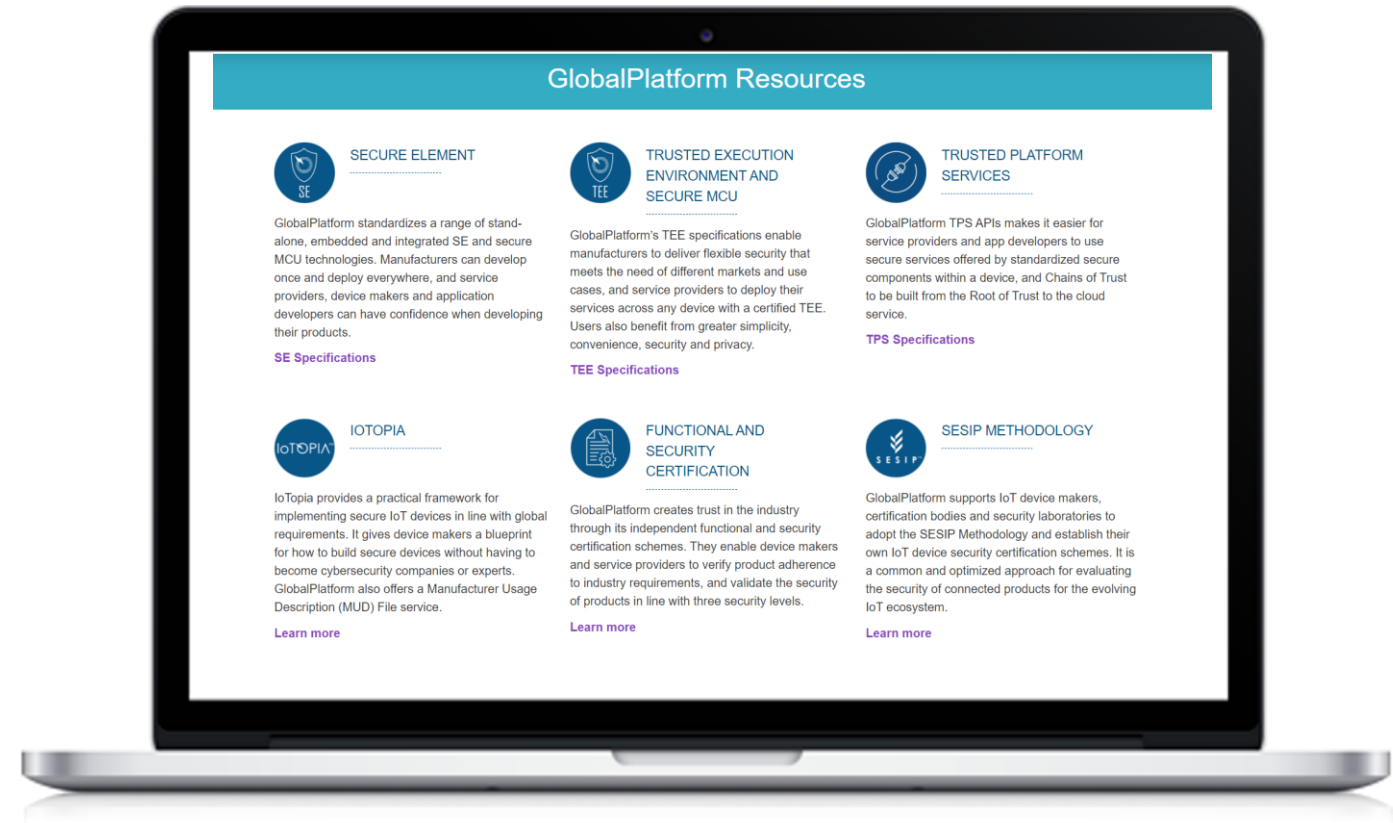 GlobalPlatform Resources
SE
SECURE ELEMENT
GlobalPlatform standardizes a range of stand-
alone, embedded and integrated SE and secure
MCU technologies. Manufacturers can develop
once and deploy everywhere, and service
providers, device makers and application
developers can have confidence when developing
their products.
SE Specifications
TEE
TRUSTED EXECUTION
ENVIRONMENT AND
SECURE MCU
GlobalPlatform's TEE specifications enable
manufacturers to deliver flexible security that
meets the need of different markets and use
cases, and service providers to deploy their
services across any device with a certified TEE.
Users also benefit from greater simplicity,
convenience, security and privacy.
TEE Specifications
TRUSTED PLATFORM
SERVICES
GlobalPlatform TPS APIs makes it easier for
service providers and app developers to use
secure services offered by standardized secure
components within a device, and Chains of Trust
to be built from the Root of Trust to the cloud
service.
TPS Specifications
IoTOPIA™
IOTOPIA
IoTopia provides a practical framework for
implementing secure IoT devices in line with global
requirements. It gives device makers a blueprint
for how to build secure devices without having to
become cybersecurity companies or experts.
GlobalPlatform also offers a Manufacturer Usage
Description (MUD) File service.
Learn more
FUNCTIONAL AND
SECURITY
CERTIFICATION
GlobalPlatform creates trust in the industry
through its independent functional and security
certification schemes. They enable device makers
and service providers to verify product adherence
to industry requirements, and validate the security
of products in line with three security levels.
Learn more
SESIP™
SESIP METHODOLOGY
GlobalPlatform supports IoT device makers,
certification bodies and security laboratories to
adopt the SESIP Methodology and establish their
own IoT device security certification schemes. It is
a common and optimized approach for evaluating
the security of connected products for the evolving
IoT ecosystem.
Learn more